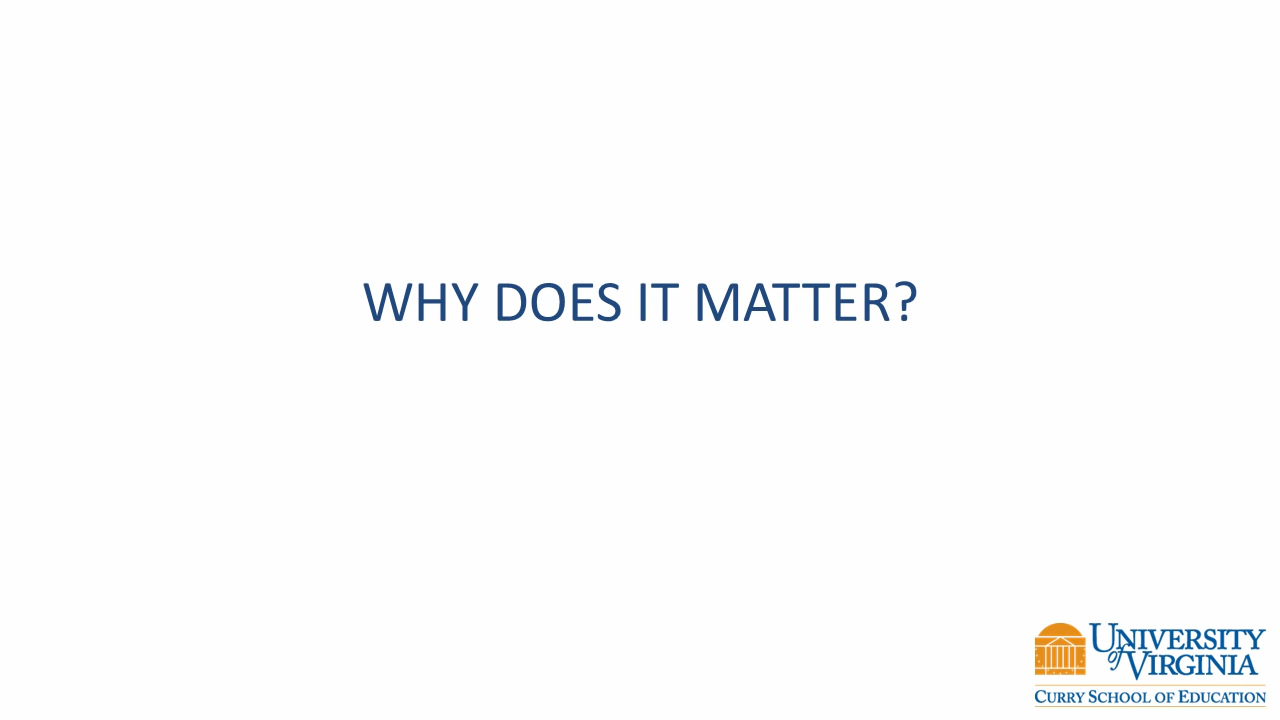 WHY DOES IT MATTER?
UNIVERSITY
of VIRGINIA
CURRY SCHOOL OF EDUCATION